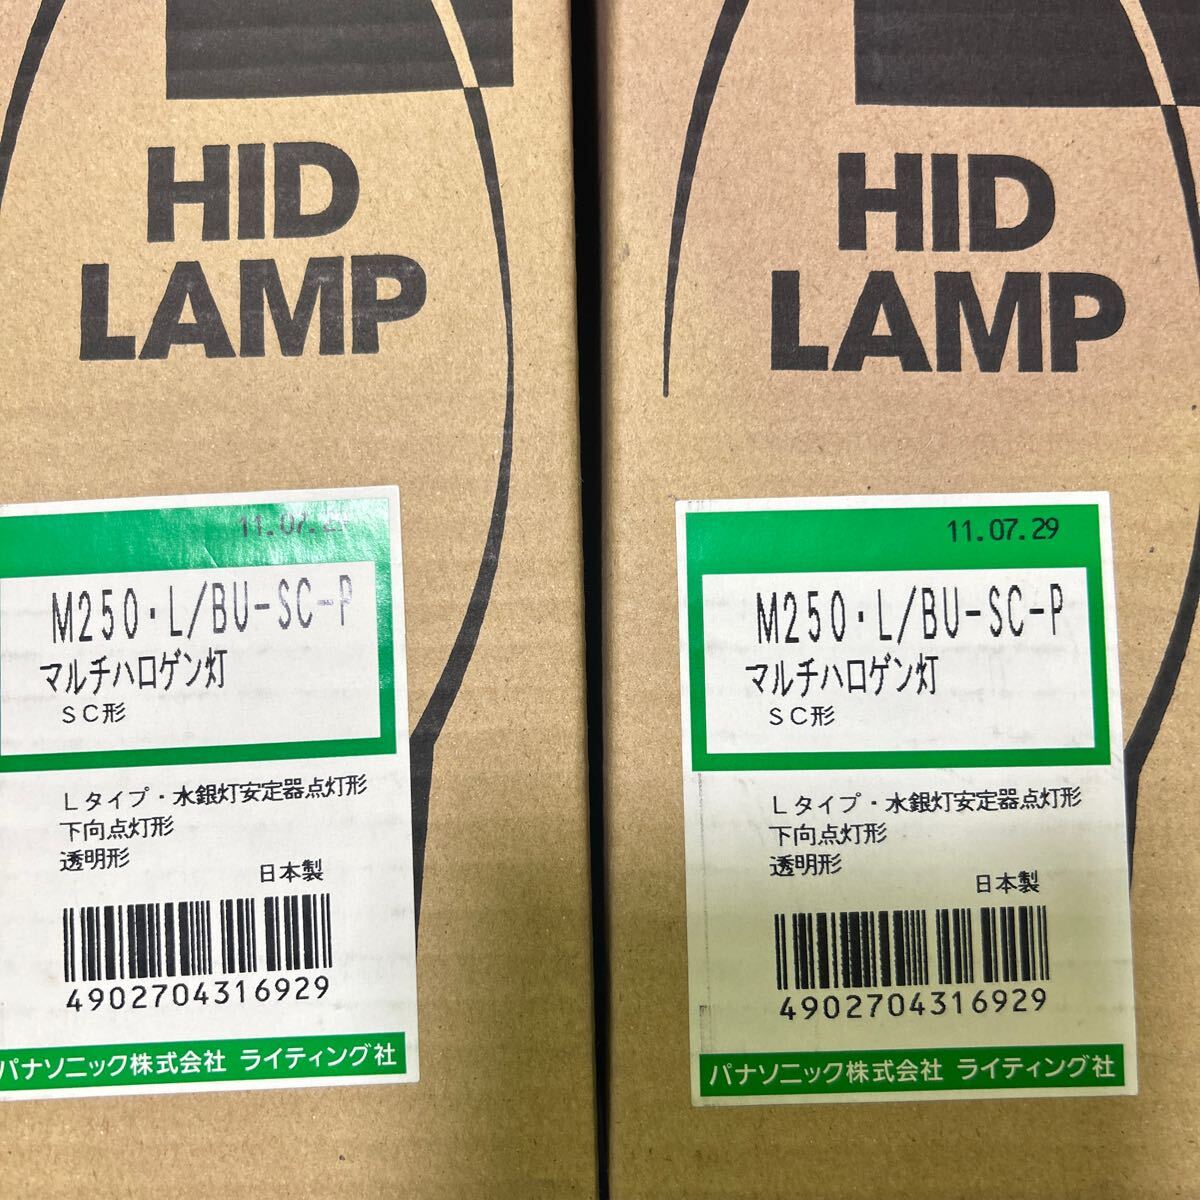 HID
LAMP
11.07.29
M250・L/BU-SC-P
マルチハロゲン灯
SC形
Lタイプ・水銀灯安定器点灯形
下向点灯形
透明形
日本製
4902704316929
パナソニック株式会社 ライティング社
HID
LAMP
11.07.29
M250・L/BU-SC-P
マルチハロゲン灯
SC形
Lタイプ・水銀灯安定器点灯形
下向点灯形
透明形
日本製
4902704316929
パナソニック株式会社 ライティング社